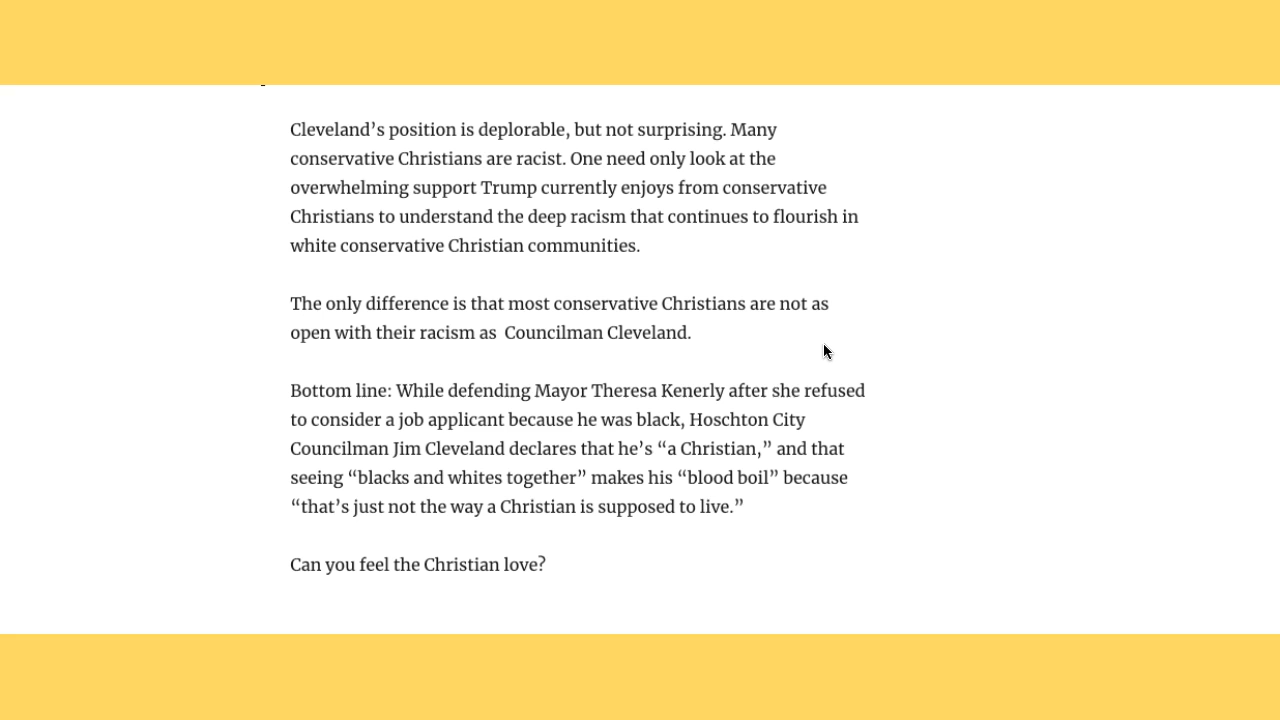 Cleveland’s position is deplorable, but not surprising. Many
conservative Christians are racist. One need only look at the
overwhelming support Trump currently enjoys from conservative
Christians to understand the deep racism that continues to flourish in
white conservative Christian communities.
The only difference is that most conservative Christians are not as
open with their racism as  Councilman Cleveland.
Bottom line: While defending Mayor Theresa Kenerly after she refused
to consider a job applicant because he was black, Hoschton City
Councilman Jim Cleveland declares that he’s “a Christian,” and that
seeing “blacks and whites together” makes his “blood boil” because
“that’s just not the way a Christian is supposed to live.”
Can you feel the Christian love?